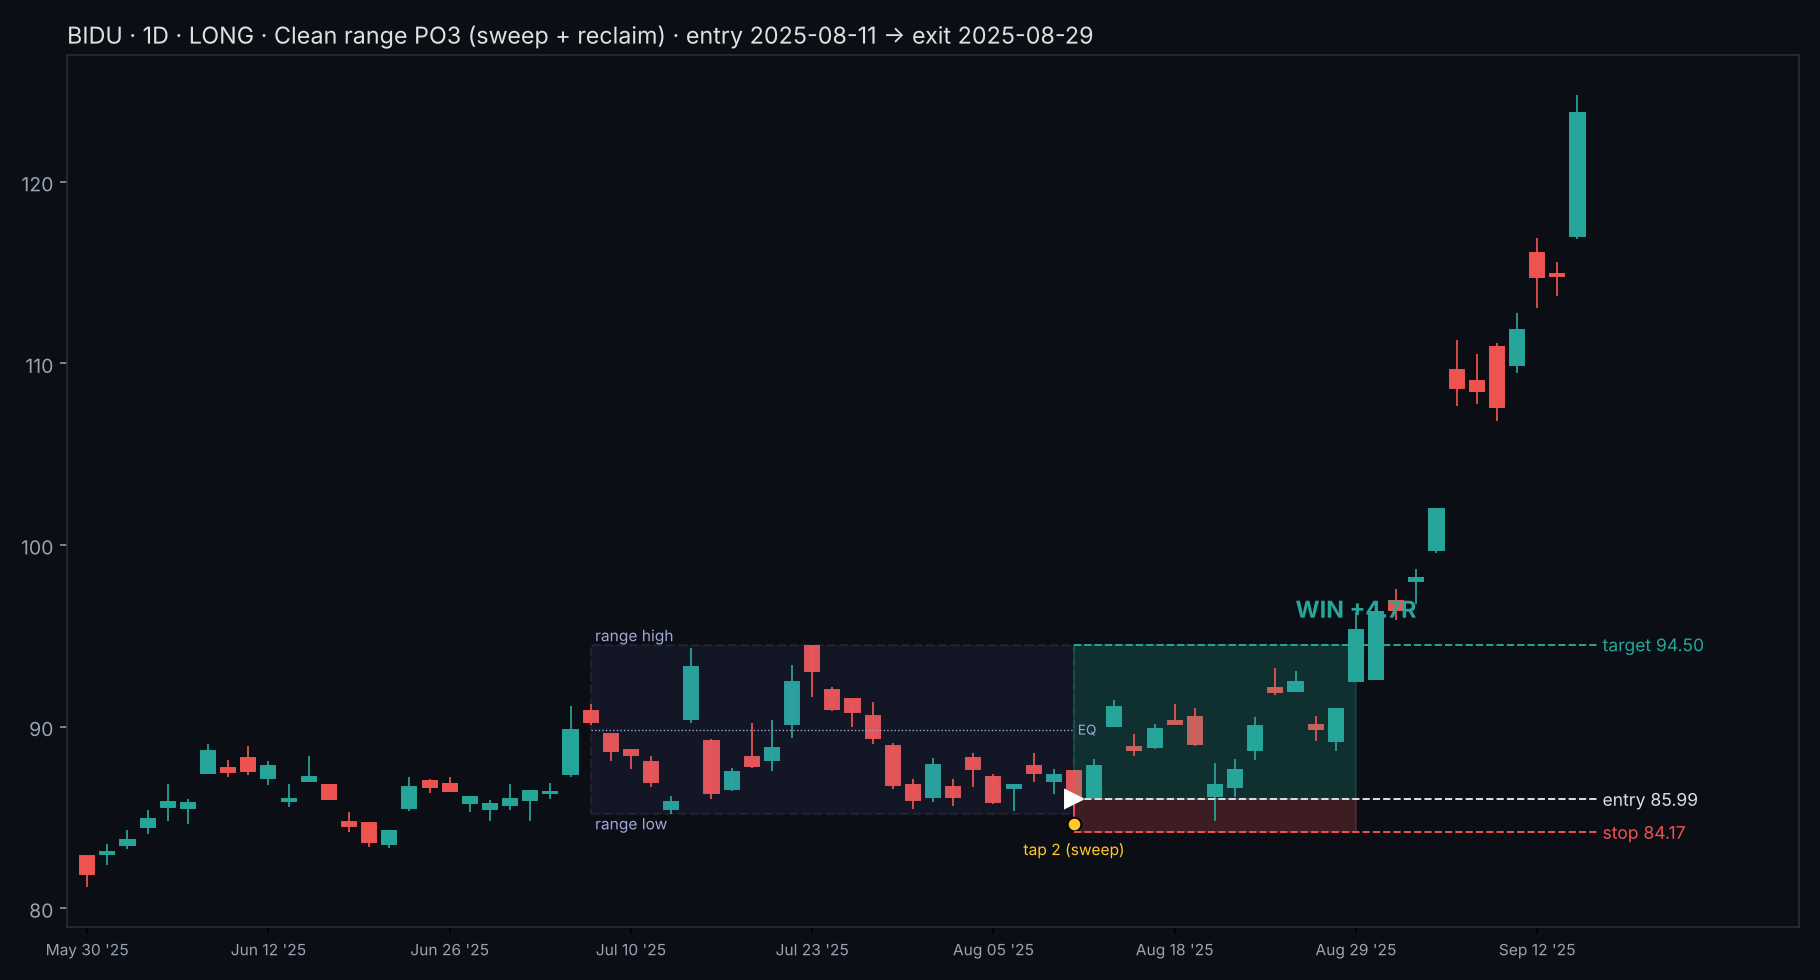 BIDU · 1D · LONG · Clean range PO3 (sweep + reclaim) · entry 2025-08-11 → exit 2025-08-29
120
110
100
90
80
WIN +4.7R
range high
target 94.50
EQ
entry 85.99
range low
stop 84.17
tap 2 (sweep)
May 30 '25
Jun 12 '25
Jun 26 '25
Jul 10 '25
Jul 23 '25
Aug 05 '25
Aug 18 '25
Aug 29 '25
Sep 12 '25